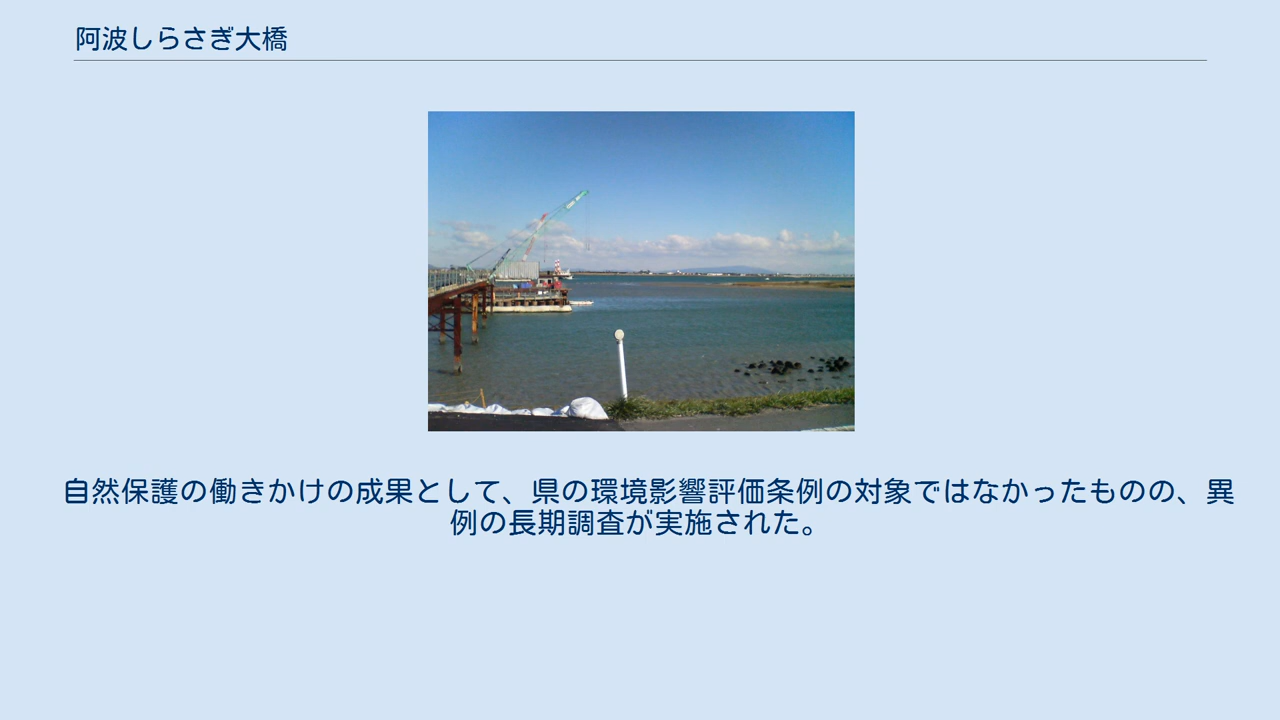 阿波しらさぎ大橋
自然保護の働きかけの成果として、県の環境影響評価条例の対象ではなかったものの、異
例の長期調査が実施された。